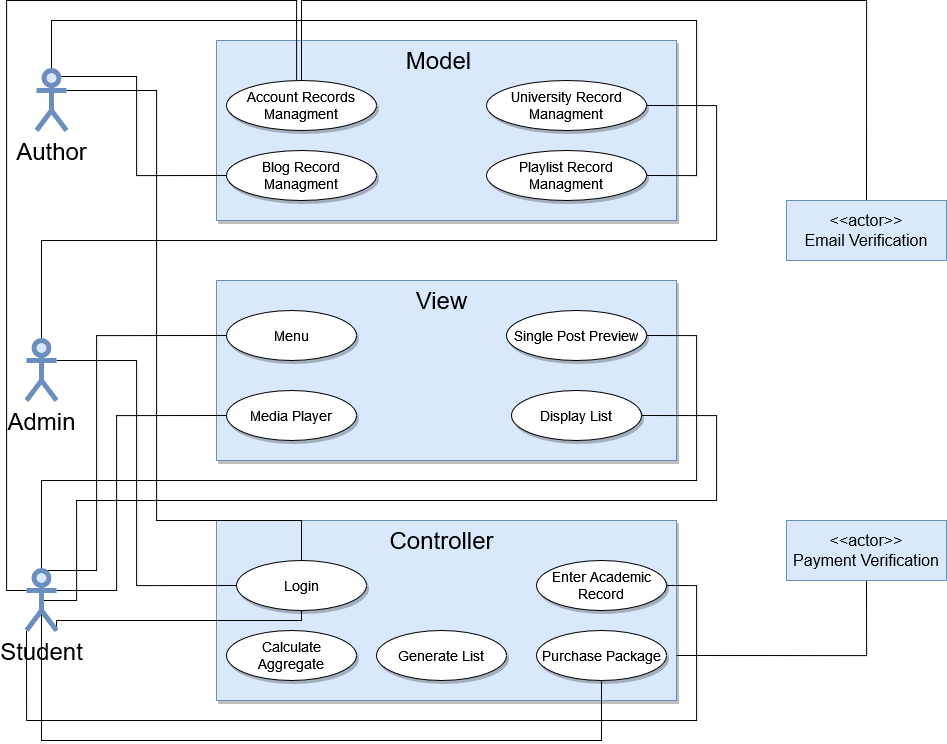 Model
Account Records
Managment
University Record
Managment
Blog Record
Managment
Playlist Record
Managment
Author
<<actor>>
Email Verification
View
Menu
Single Post Preview
Media Player
Display List
Admin
Controller
Login
Enter Academic
Record
Calculate
Aggregate
Generate List
Purchase Package
<<actor>>
Payment Verification
Student